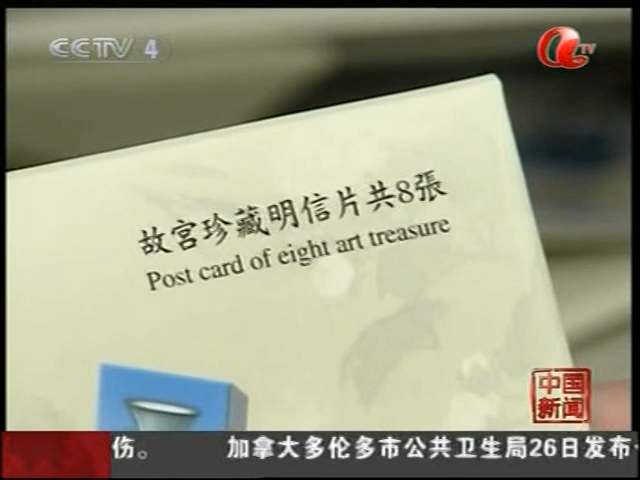 CCTV 4
TV
故宮珍藏明信片共8張
Post card of eight art treasure
中国
新闻
伤。 加拿大多伦多市公共卫生局26日发布